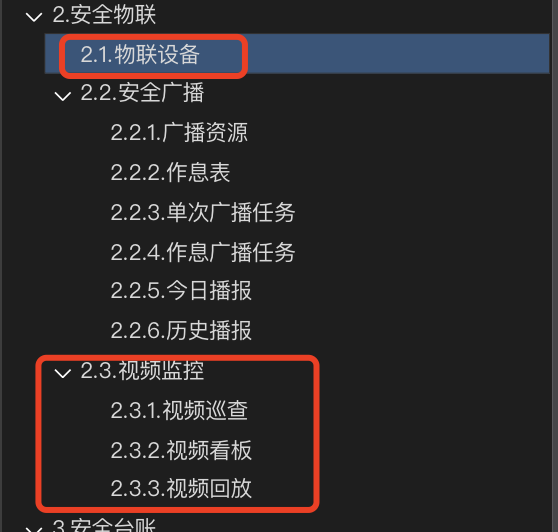 2.安全物联
2.1.物联设备
2.2.安全广播
2.2.1.广播资源
2.2.2.作息表
2.2.3.单次广播任务
2.2.4.作息广播任务
2.2.5.今日播报
2.2.6.历史播报
2.3.视频监控
2.3.1.视频巡查
2.3.2.视频看板
2.3.3.视频回放
3.安全台账